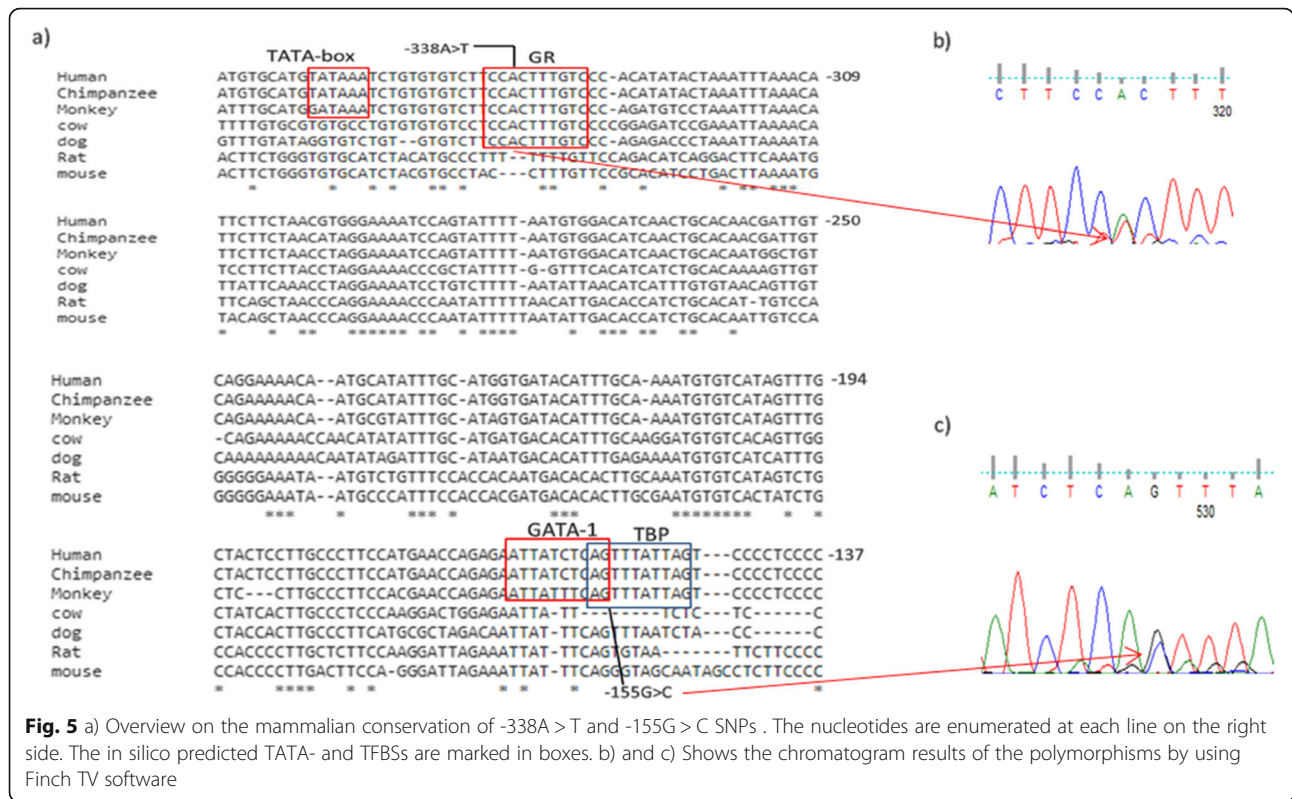 a)
-338A>T
TATA-box GR
Human ATGTGCATGTATAAATCTGTGTGTCTTCCACTTTGTCCC-ACATATACTAAATTTAAACA -309
Chimpanzee ATGTGCATGTATAAATCTGTGTGTCTTCCACTTTGTCCC-ACATATACTAAATTTAAACA
Monkey ATTTGCATGGATAAATCTGTGTGTCTTCCACTTTGTCCC-AGATGTCCTAAATTTAAACA
cow TTTTGTGCGTGTGCCTGTGTGTGTCCTCCACTTTGTCCCCGGAGATCCGAAATTAAAACA
dog GTTTGTATAGGTGTCTGT--GTGTCTTCCACTTTGTCCC-AGAGACCCTAAATTAAAATA
Rat ACTTCTGGGTGTGCATCTACATGCCCTTT--TTTTGTTCCAGACATCAGGACTTCAAATG
mouse ACTTCTGGGTGTGCATCTACGTGCCTAC---CTTTGTTCCGCACATCCTGACTTAAAATG
* * * * * * ** * * * ** ***
Human TTCTTCTAACGTGGGAAAATCCAGTATTTT-AATGTGGACATCAACTGCACAACGATTGT -250
Chimpanzee TTCTTCTAACATAGGAAAATCCAGTATTTT-AATGTGGACATCAACTGCACAACGATTGT
Monkey TTCTTCTAACCTAGGAAAATCCAGTATTTT-AATGTGGACATCAACTGCACAATGGCTGT
cow TCCTTCTTACCTAGGAAAACCCGCTATTTT-G-GTTTCACATCATCTGCACAAAAGTTGT
dog TTATTCAAACCTAGGAAAATCCTGTCTTTT-AATATTAACATCATTTGTGTAACAGTTGT
Rat TTCAGCTAACCCAGGAAAACCCAATATTTTTAACATTGACACCATCTGCACAT-TGTCCA
mouse TACAGCTAACCCAGGAAAACCCAATATTTTTAATATTGACACCATCTGCACAATTGTCCA
* * ** ****** ** * **** * *** * ** *
Human CAGGAAAACA--ATGCATATTTGC-ATGGTGATACATTTGCA-AAATGTGTCATAGTTTG -194
Chimpanzee CAGAAAAACA--ATGCATATTTGC-ATGGTGATACATTTGCA-AAATGTGTCATAGTTTG
Monkey CAGAAAAACA--ATGCGTATTTGC-ATAGTGATACATTTGCA-AAATGTGTCATAGTTTG
cow -CAGAAAAACCAACATATATTTGC-ATGATGACACATTTGCAAGGATGTGTCACAGTTGG
dog CAAAAAAAAACAATATAGATTTGC-ATAATGACACATTTGAGAAAATGTGTCATCATTTG
Rat GGGGGAAATA--ATGTCTGTTTCCACCACAATGACACACTTGCAAATGTGTCATAGTCTG
mouse GGGGGAAATA--ATGCCCATTTCCACCACGATGACACACTTGCGAATGTGTCACTATCTG
*** * *** * ** * * ******** * *
GATA-1 TBP
Human CTACTCCTTGCCCTTCCATGAACCAGAGAATTATCTCAGTTTATTAGT---CCCCTCCCC -137
Chimpanzee CTACTCCTTGCCCTTCCATGAACCAGAGAATTATCTCAGTTTATTAGT---CCCCTCCCC
Monkey CTC---CTTGCCCTTCCACGAACCAGAGAATTATTTCAGTTTATTAGT---CCCCTCCCC
cow CTATCACTTGCCCTTCCCAAGGACTGGAGAATTA-TT--------TCTC---TC------C
dog CTACCACTTGCCCTTCATGCGCTAGACAATTAT-TTCAGTTTAATCTA---CC------C
Rat CCACCCCTTGCTCTTCCAAGGATTAGAGAATTAT-TTCAGTGTAA-------TTCTTCCCC
mouse CCACCCCTTGACTTCCA-GGGATTAGAAATTAT-TTCAGGGTAGCAATAGCCTCTTCCCC
* **** * * * * ** *
-155G>C
b)
C T T C C A C T T T
320
c)
A T C T C A G T T T A
530
Fig. 5 a) Overview on the mammalian conservation of -338A > T and -155G > C SNPs . The nucleotides are enumerated at each line on the right
side. The in silico predicted TATA- and TFBSs are marked in boxes. b) and c) Shows the chromatogram results of the polymorphisms by using
Finch TV software